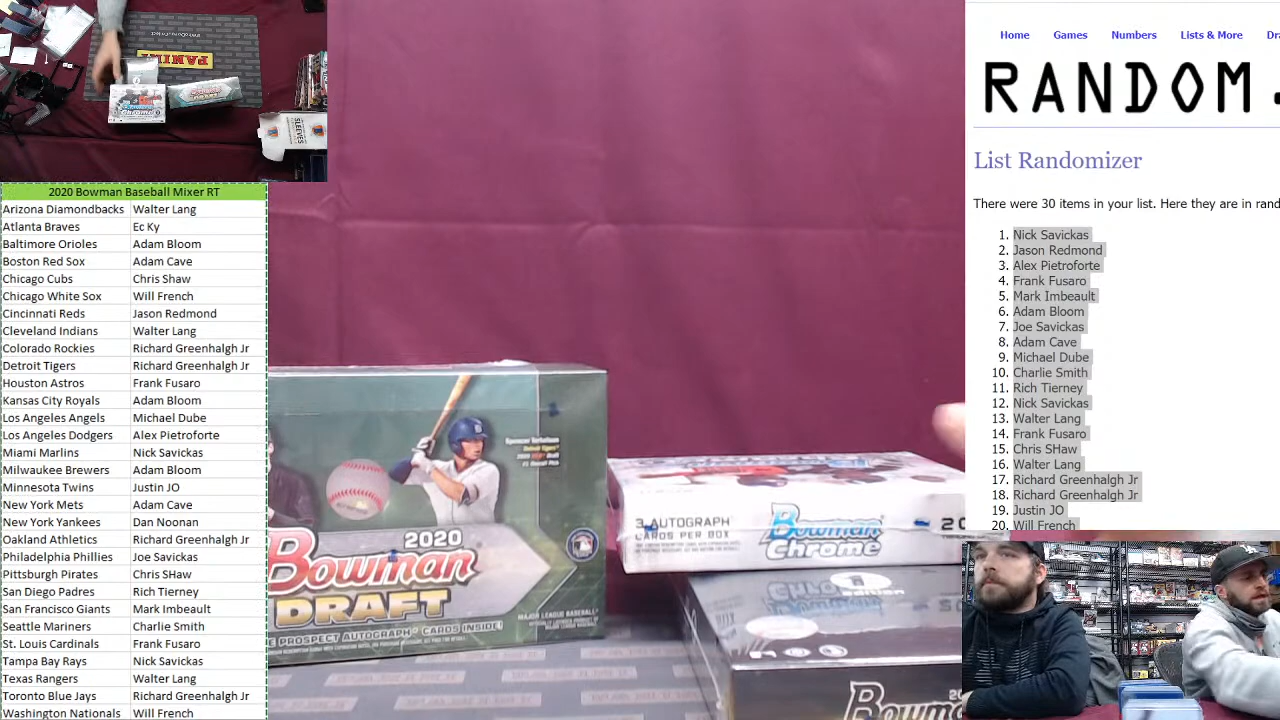 PANINI
SLEEVES
2020 Bowman Baseball Mixer RT
Arizona Diamondbacks Walter Lang
Atlanta Braves Ec Ky
Baltimore Orioles Adam Bloom
Boston Red Sox Adam Cave
Chicago Cubs Chris Shaw
Chicago White Sox Will French
Cincinnati Reds Jason Redmond
Cleveland Indians Walter Lang
Colorado Rockies Richard Greenhalgh Jr
Detroit Tigers Richard Greenhalgh Jr
Houston Astros Frank Fusaro
Kansas City Royals Adam Bloom
Los Angeles Angels Michael Dube
Los Angeles Dodgers Alex Pietroforte
Miami Marlins Nick Savickas
Milwaukee Brewers Adam Bloom
Minnesota Twins Justin JO
New York Mets Adam Cave
New York Yankees Dan Noonan
Oakland Athletics Richard Greenhalgh Jr
Philadelphia Phillies Joe Savickas
Pittsburgh Pirates Chris SHaw
San Diego Padres Rich Tierney
San Francisco Giants Mark Imbeault
Seattle Mariners Charlie Smith
St. Louis Cardinals Frank Fusaro
Tampa Bay Rays Nick Savickas
Texas Rangers Walter Lang
Toronto Blue Jays Richard Greenhalgh Jr
Washington Nationals Will French
2020
Bowman
DRAFT
MAJOR LEAGUE BASEBALL
PROSPECT AUTOGRAPH CARDS INSIDE!
3 AUTOGRAPH
CARDS PER BOX
Bowman
Chrome
Edition
Home Games Numbers Lists & More
RANDOM.
List Randomizer
There were 30 items in your list. Here they are in
1. Nick Savickas
2. Jason Redmond
3. Alex Pietroforte
4. Frank Fusaro
5. Mark Imbeault
6. Adam Bloom
7. Joe Savickas
8. Adam Cave
9. Michael Dube
10. Charlie Smith
11. Rich Tierney
12. Nick Savickas
13. Walter Lang
14. Frank Fusaro
15. Chris SHaw
16. Walter Lang
17. Richard Greenhalgh Jr
18. Richard Greenhalgh Jr
19. Justin JO
20. Will French